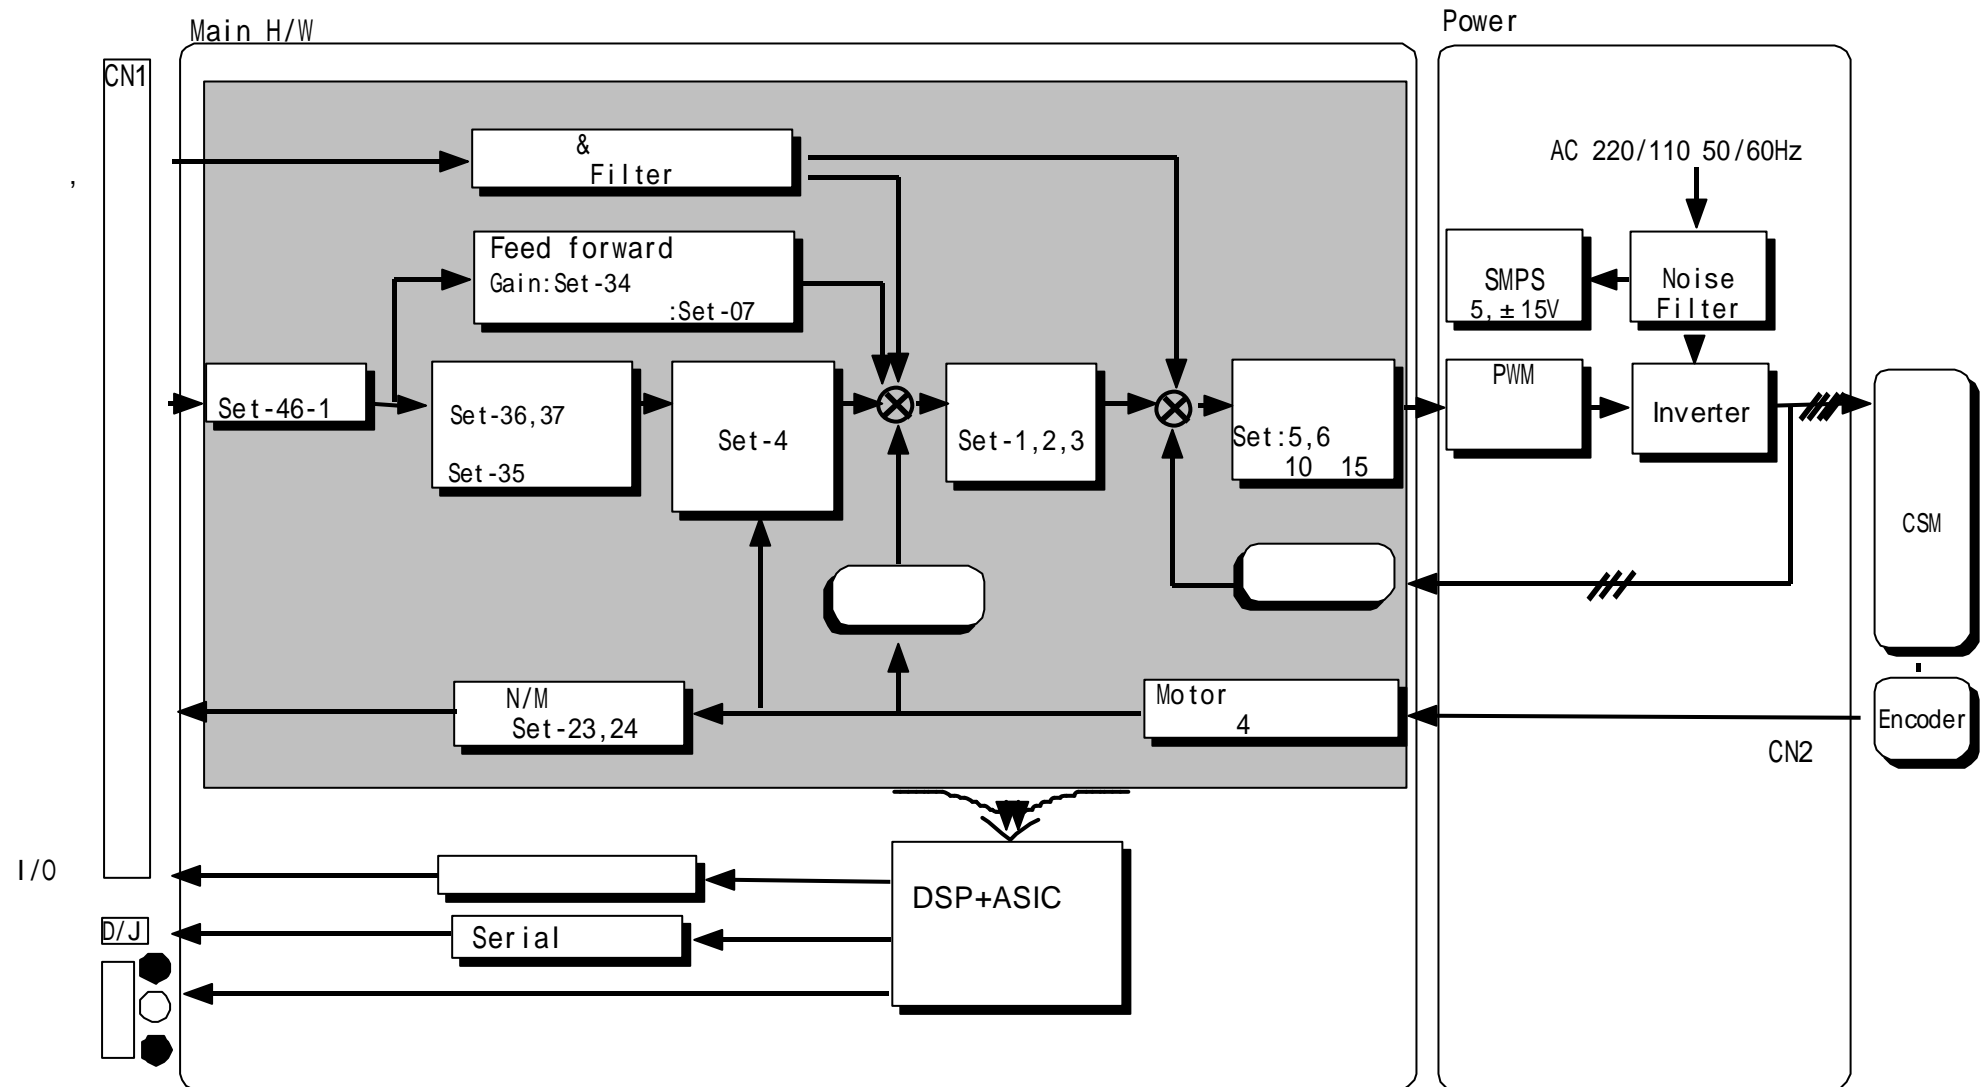 Main H/W
Power
CN1
&
Filter
,
AC 220/110 50/60Hz
Feed forward
Gain:Set-34
:Set-07
SMPS
5,±15V
Noise
Filter
Set-46-1
Set-36,37
Set-35
Set-4
Set-1,2,3
Set:5,6
10 15
PWM
Inverter
CSM
N/M
Set-23,24
Motor
4
Encoder
CN2
I/O
DSP+ASIC
D/J
Serial